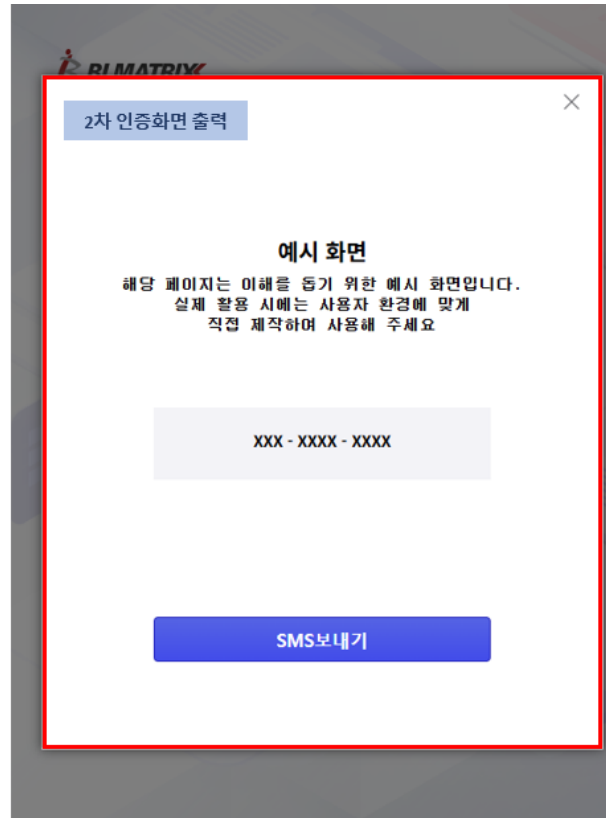 BI MATRIX
2차 인증화면 출력
예시 화면
해당 페이지는 이해를 돕기 위한 예시 화면입니다.
실제 활용 시에는 사용자 환경에 맞게
직접 제작하여 사용해 주세요
XXX - XXXX - XXXX
SMS보내기